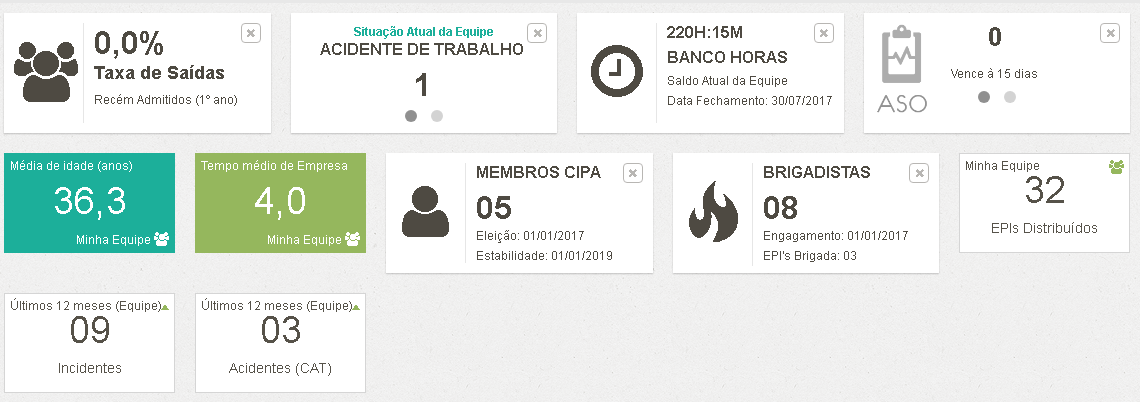 0,0%
Taxa de Saídas
Recém Admitidos (1º ano)
Situação Atual da Equipe
ACIDENTE DE TRABALHO
1
220H:15M
BANCO HORAS
Saldo Atual da Equipe
Data Fechamento: 30/07/2017
ASO
0
Vence à 15 dias
Média de idade (anos)
36,3
Minha Equipe
Tempo médio de Empresa
4,0
Minha Equipe
MEMBROS CIPA
05
Eleição: 01/01/2017
Estabilidade: 01/01/2019
BRIGADISTAS
08
Engagamento: 01/01/2017
EPI's Brigada: 03
Minha Equipe
32
EPIs Distribuídos
Últimos 12 meses (Equipe)
09
Incidentes
Últimos 12 meses (Equipe)
03
Acidentes (CAT)